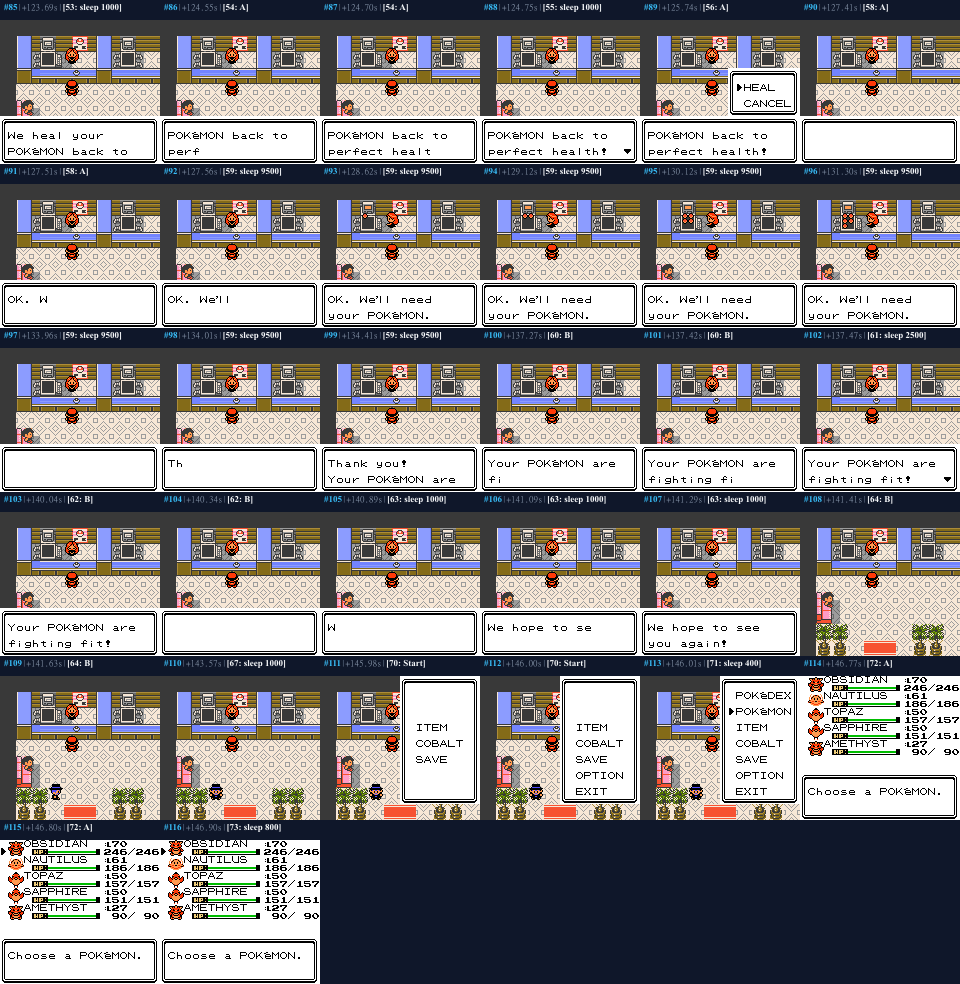 #85|+123.69s|[53: sleep 1000]
We heal your
POKéMON back to
#86|+124.55s|[54: A]
POKéMON back to
perf
#87|+124.70s|[54: A]
POKéMON back to
perfect healt
#88|+124.75s|[55: sleep 1000]
POKéMON back to
perfect health!
#89|+125.74s|[56: A]
HEAL
CANCEL
POKéMON back to
perfect health!
#90|+127.41s|[58: A]
#91|+127.51s|[58: A]
OK. W
#92|+127.56s|[59: sleep 9500]
OK. We'll
#93|+128.62s|[59: sleep 9500]
OK. We'll need
your POKéMON.
#94|+129.12s|[59: sleep 9500]
OK. We'll need
your POKéMON.
#95|+130.12s|[59: sleep 9500]
OK. We'll need
your POKéMON.
#96|+131.30s|[59: sleep 9500]
OK. We'll need
your POKéMON.
#97|+133.96s|[59: sleep 9500]
#98|+134.01s|[59: sleep 9500]
Th
#99|+134.41s|[59: sleep 9500]
Thank you!
Your POKéMON are
#100|+137.27s|[60: B]
Your POKéMON are
fi
#101|+137.42s|[60: B]
Your POKéMON are
fighting fi
#102|+137.47s|[61: sleep 2500]
Your POKéMON are
fighting fit!
#103|+140.04s|[62: B]
Your POKéMON are
fighting fit!
#104|+140.34s|[62: B]
#105|+140.89s|[63: sleep 1000]
W
#106|+141.09s|[63: sleep 1000]
We hope to se
#107|+141.29s|[63: sleep 1000]
We hope to see
you again!
#108|+141.41s|[64: B]
#109|+141.63s|[64: B]
#110|+143.57s|[67: sleep 1000]
#111|+145.98s|[70: Start]
ITEM
COBALT
SAVE
#112|+146.00s|[70: Start]
ITEM
COBALT
SAVE
OPTION
EXIT
#113|+146.01s|[71: sleep 400]
POKéDEX
POKéMON
ITEM
COBALT
SAVE
OPTION
EXIT
#114|+146.77s|[72: A]
OBSIDIAN :L70
HP: 246/246
NAUTILUS :L61
HP: 186/186
TOPAZ :L50
HP: 157/157
SAPPHIRE :L50
HP: 151/151
AMETHYST :L27
HP: 90/ 90
Choose a POKéMON.
#115|+146.80s|[72: A]
OBSIDIAN :L70
HP: 246/246
NAUTILUS :L61
HP: 186/186
TOPAZ :L50
HP: 157/157
SAPPHIRE :L50
HP: 151/151
AMETHYST :L27
HP: 90/ 90
Choose a POKéMON.
#116|+146.90s|[73: sleep 800]
OBSIDIAN :L70
HP: 246/246
NAUTILUS :L61
HP: 186/186
TOPAZ :L50
HP: 157/157
SAPPHIRE :L50
HP: 151/151
AMETHYST :L27
HP: 90/ 90
Choose a POKéMON.